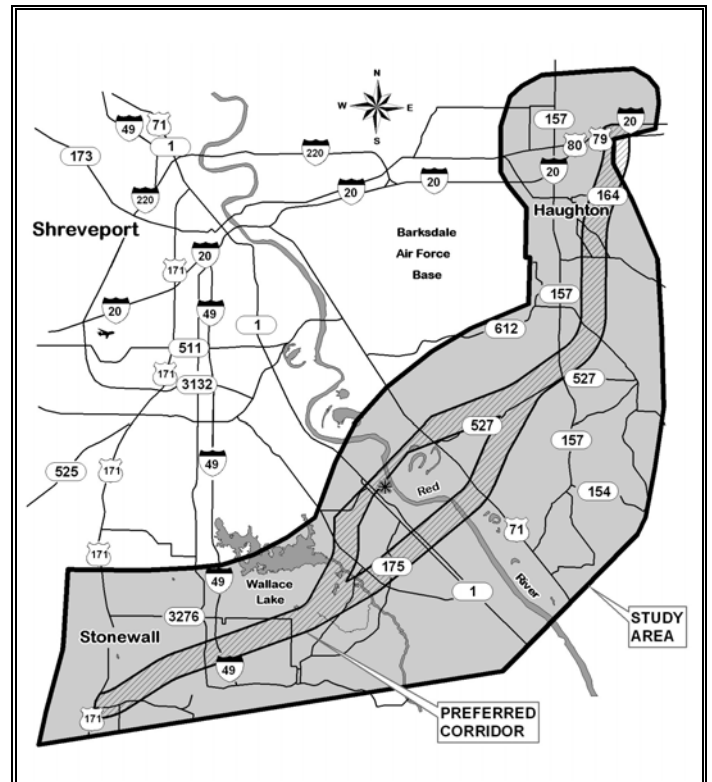 N
W E
S
49
71
1
173
220
220
20
20
20
157
80
79
20
20
Haughton
164
Shreveport
Barksdale
Air Force
Base
171
20
49
20
1
157
612
511
171
3132
527
527
157
525
171
49
154
Red
71
175
River
171
49
Wallace
Lake
1
3276
Stonewall
49
171
STUDY
AREA
PREFERRED
CORRIDOR